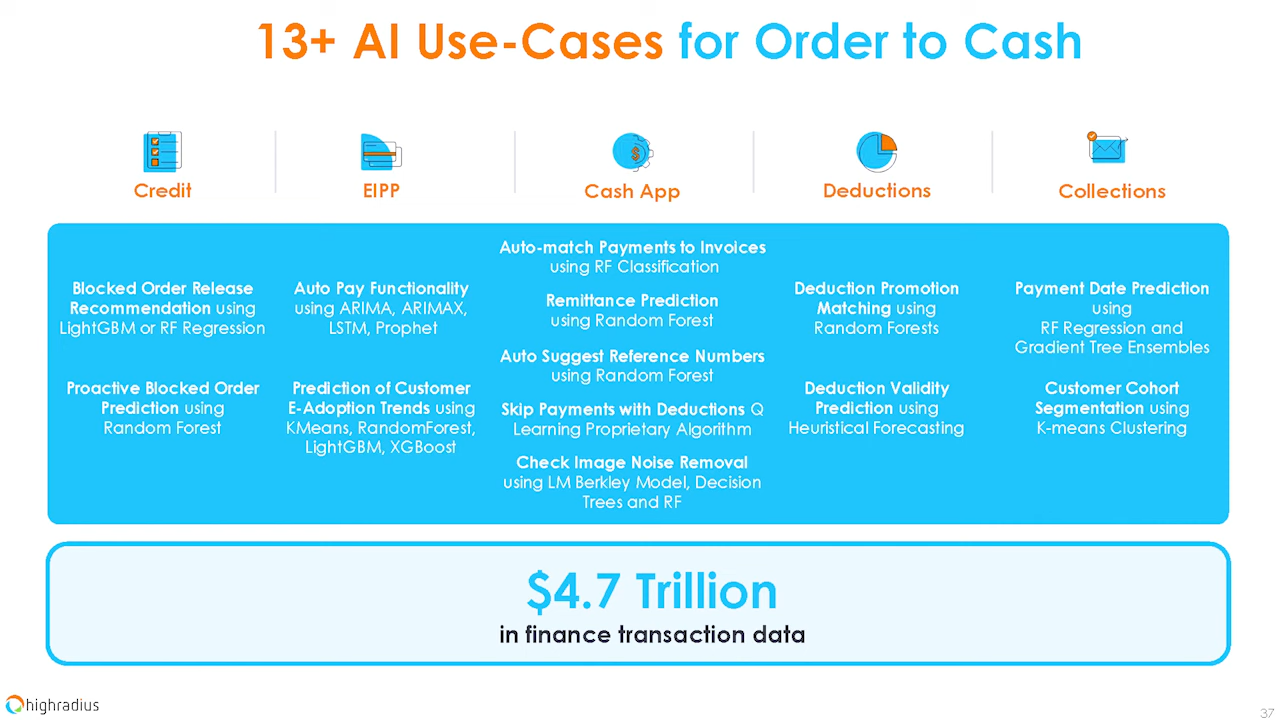 13+ AI Use-Cases for Order to Cash
Credit
EIPP
Cash App
Deductions
Collections
Blocked Order Release
Recommendation using
LightGBM or RF Regression
Proactive Blocked Order
Prediction using
Random Forest
Auto Pay Functionality
using ARIMA, ARIMAX,
LSTM, Prophet
Prediction of Customer
E-Adoption Trends using
KMeans, RandomForest,
LightGBM, XGBoost
Auto-match Payments to Invoices
using RF Classification
Remittance Prediction
using Random Forest
Auto Suggest Reference Numbers
using Random Forest
Skip Payments with Deductions Q
Learning Proprietary Algorithm
Check Image Noise Removal
using LM Berkley Model, Decision
Trees and RF
Deduction Promotion
Matching using
Random Forests
Deduction Validity
Prediction using
Heuristical Forecasting
Payment Date Prediction
using
RF Regression and
Gradient Tree Ensembles
Customer Cohort
Segmentation using
K-means Clustering
$4.7 Trillion
in finance transaction data
highradius
37